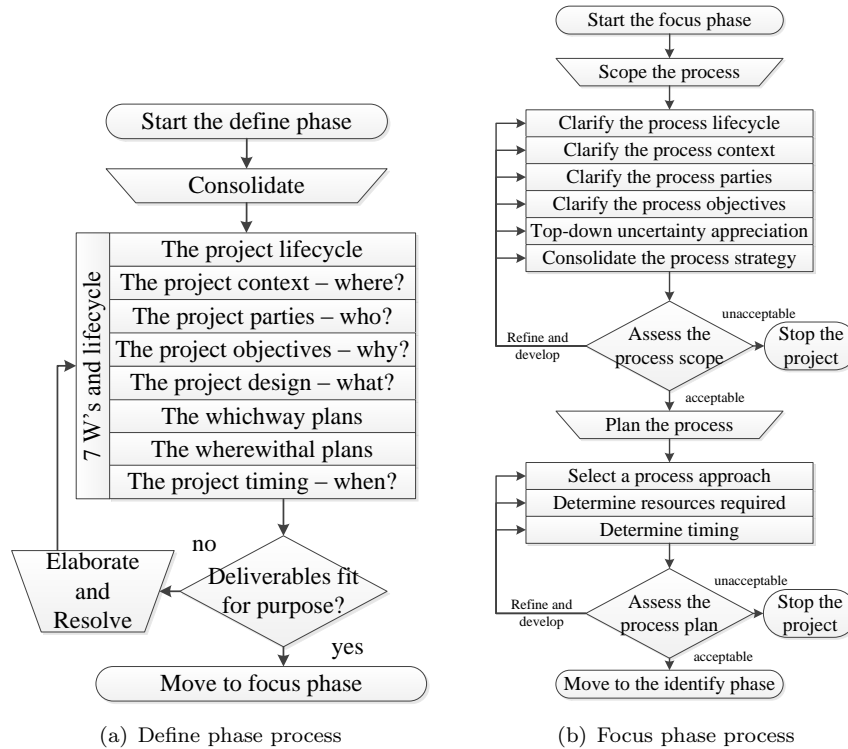 Start the define phase
Consolidate
7 W's and lifecycle
The project lifecycle
The project context – where?
The project parties – who?
The project objectives – why?
The project design – what?
The whichway plans
The wherewithal plans
The project timing – when?
no
Elaborate
and
Resolve
Deliverables fit
for purpose?
yes
Move to focus phase
(a) Define phase process
Start the focus phase
Scope the process
Clarify the process lifecycle
Clarify the process context
Clarify the process parties
Clarify the process objectives
Top-down uncertainty appreciation
Consolidate the process strategy
Refine and
develop
Assess the
process scope
unacceptable
Stop the
project
acceptable
Plan the process
Select a process approach
Determine resources required
Determine timing
Refine and
develop
Assess the
process plan
unacceptable
Stop the
project
acceptable
Move to the identify phase
(b) Focus phase process